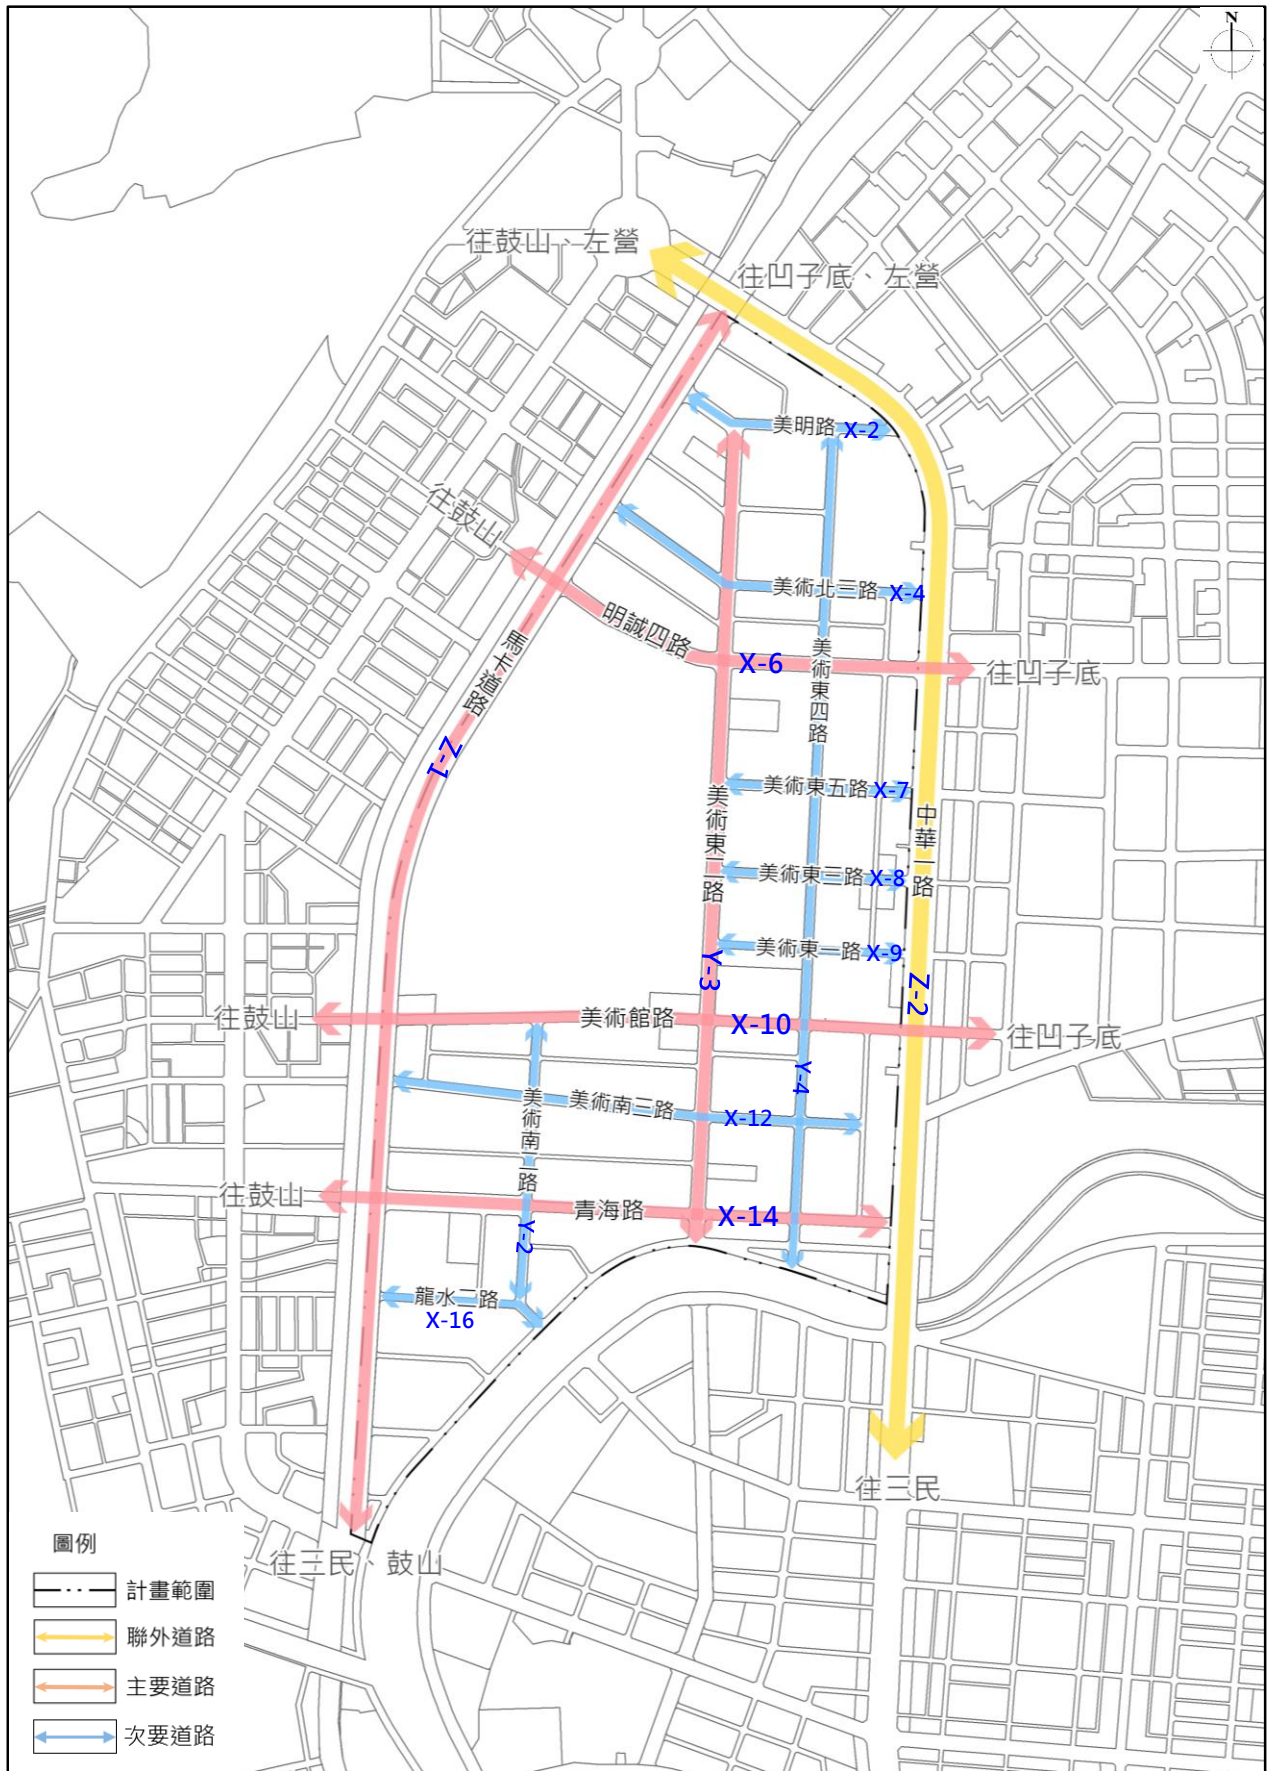 N
往鼓山、左營
往凹子底、左營
美明路 X-2
往鼓山
美術北三路 X-4
明誠四路
X-6
往凹子底
馬卡道路
Z-1
美術東四路
美術東五路 X-7
美術東二路
中華一路
美術東三路 X-8
美術東一路 X-9
Y-3
Z-2
往鼓山
美術館路
X-10
往凹子底
Y-4
美術南二路
美術南三路
X-12
往鼓山
青海路
X-14
Y-2
龍水二路
X-16
往三民
往三民、鼓山
圖例
計畫範圍
聯外道路
主要道路
次要道路